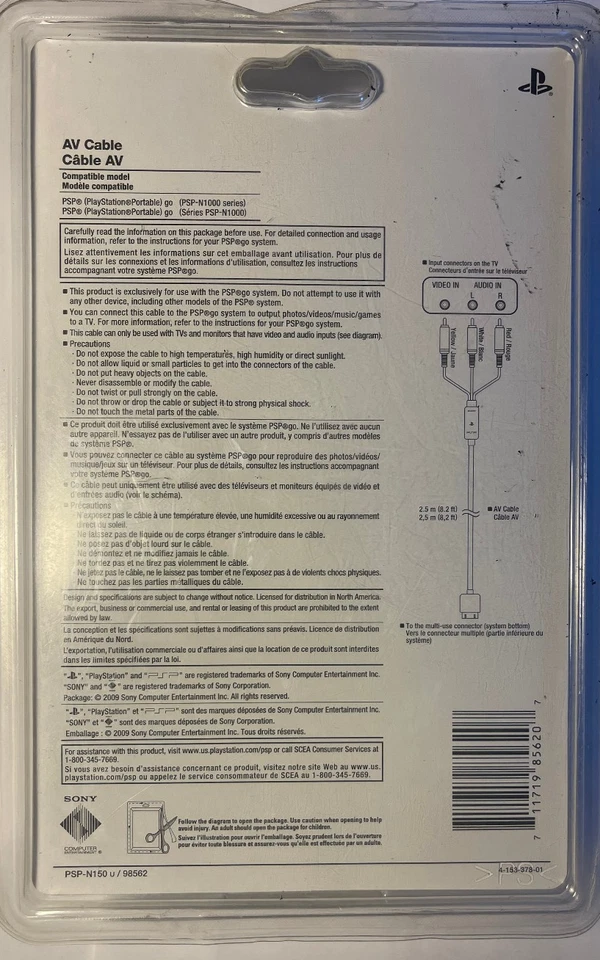 AV Cable
Câble AV
Compatible model
Modèle compatible
PSP® (PlayStation®Portable) go (PSP-N1000 series)
PSP® (PlayStation®Portable) go (Séries PSP-N1000)
Carefully read the information on this package before use. For detailed connection and usage
information, refer to the instructions for your PSP®go system.
Lisez attentivement les informations sur cet emballage avant utilisation. Pour plus de
détails sur les connexions et les informations d'utilisation, consultez les instructions
accompagnant votre système PSP®go.
■ This product is exclusively for use with the PSP®go system. Do not attempt to use it with
any other device, including other models of the PSP® system.
■ You can connect this cable to the PSP®go system to output photos/videos/music/games
to a TV. For more information, refer to the instructions for your PSP®go system.
■ This cable can only be used with TVs and monitors that have video and audio inputs (see diagram).
■ Precautions
· Do not expose the cable to high temperatures, high humidity or direct sunlight.
· Do not allow liquid or small particles to get into the connectors of the cable.
· Do not put heavy objects on the cable.
· Never disassemble or modify the cable.
· Do not twist or pull strongly on the cable.
· Do not throw or drop the cable or subject it to strong physical shock.
· Do not touch the metal parts of the cable.
■ Ce produit doit être utilisé exclusivement avec le système PSP®go. Ne l'utilisez avec aucun
autre appareil. N'essayez pas de l'utiliser avec un autre produit, y compris d'autres modèles
du système PSP®.
■ Vous pouvez connecter ce câble au système PSP®go pour reproduire des photos/vidéos/
musique/jeux sur un téléviseur. Pour plus de détails, consultez les instructions accompagnant
votre système PSP®go.
■ Ce câble peut uniquement être utilisé avec des téléviseurs et moniteurs équipés de vidéo et
d'entrées audio (voir le schéma).
■ Précautions
· N'exposez pas le câble à une température élevée, une humidité excessive ou au rayonnement
direct du soleil.
· Ne laissez pas de liquide ou de corps étranger s'introduire dans le câble.
· Ne posez pas d'objet lourd sur le câble.
· Ne démontez et ne modifiez jamais le câble.
· Ne tordez pas et ne tirez pas violemment le câble.
· Ne jetez pas le câble, ne le laissez pas tomber et ne l'exposez pas à de violents chocs physiques.
· Ne touchez pas les parties métalliques du câble.
Design and specifications are subject to change without notice. Licensed for distribution in North America.
The export, business or commercial use, and rental or leasing of this product are prohibited to the extent
allowed by law.
La conception et les spécifications sont sujettes à modifications sans préavis. Licence de distribution
en Amérique du Nord.
L'exportation, l'utilisation commerciale ou d'affaires ainsi que la location de ce produit sont interdites
dans les limites spécifiées par la loi.
" ", "PlayStation" and "PSP" are registered trademarks of Sony Computer Entertainment Inc.
"SONY" and " " are registered trademarks of Sony Corporation.
Package: © 2009 Sony Computer Entertainment Inc. All rights reserved.
" ", "PlayStation" et "PSP" sont des marques déposées de Sony Computer Entertainment Inc.
"SONY" et " " sont des marques déposées de Sony Corporation.
Emballage : © 2009 Sony Computer Entertainment Inc. Tous droits réservés.
For assistance with this product, visit www.us.playstation.com/psp or call SCEA Consumer Services at
1-800-345-7669.
Si vous avez besoin d'assistance concernant ce produit, visitez notre site Web au www.us.
playstation.com/psp ou appelez le service consommateur de SCEA au 1-800-345-7669.
SONY
COMPUTER
ENTERTAINMENT ®
Follow the diagram to open the package. Use caution when opening to help
avoid injury. An adult should open the package for children.
Suivez l'illustration pour ouvrir l'emballage. Soyez prudent lors de l'ouverture
pour éviter toute blessure et assurez-vous qu'elle est effectuée par un adulte.
PSP-N150 U / 98562
■ Input connectors on the TV
Connecteurs d'entrée sur le téléviseur
VIDEO IN AUDIO IN
L R
Yellow / Jaune
White / Blanc
Red / Rouge
2.5 m (8.2 ft)
2,5 m (8,2 ft)
■ AV Cable
Câble AV
■ To the multi-use connector (system bottom)
Vers le connecteur multiple (partie inférieure du
système)
7 11719 85620 7
4-183-378-01